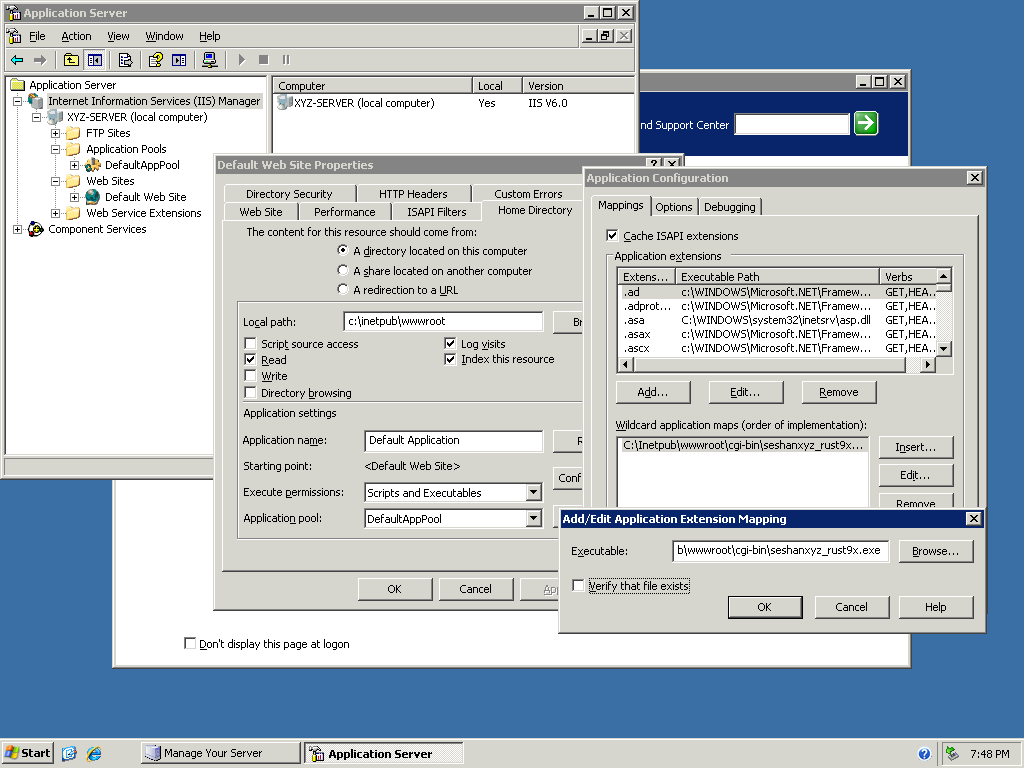 Application Server
File Action View Window Help
Application Server
Internet Information Services (IIS) Manager
XYZ-SERVER (local computer)
FTP Sites
Application Pools
DefaultAppPool
Web Sites
Default Web Site
Web Service Extensions
Component Services
Computer Local Version
XYZ-SERVER (local computer) Yes IIS V6.0
nd Support Center
Default Web Site Properties
Directory Security HTTP Headers Custom Errors
Web Site Performance ISAPI Filters Home Directory
The content for this resource should come from:
A directory located on this computer
A share located on another computer
A redirection to a URL
Local path: c:\inetpub\wwwroot Br
Script source access Log visits
Read Index this resource
Write
Directory browsing
Application settings
Application name: Default Application R
Starting point: <Default Web Site>
Conf
Execute permissions: Scripts and Executables
Application pool: DefaultAppPool
OK Cancel Ap
Application Configuration
Mappings Options Debugging
Cache ISAPI extensions
Application extensions
Extens... Executable Path Verbs
.ad c:\WINDOWS\Microsoft.NET\Framew... GET,HEA...
.adprot... c:\WINDOWS\Microsoft.NET\Framew... GET,HEA...
.asa C:\WINDOWS\system32\inetsrv\asp.dll GET,HEA...
.asax c:\WINDOWS\Microsoft.NET\Framew... GET,HEA...
.ascx c:\WINDOWS\Microsoft.NET\Framew... GET,HEA...
Add... Edit... Remove
Wildcard application maps (order of implementation):
C:\Inetpub\wwwroot\cgi-bin\seshanxyz_rust9x... Insert...
Edit...
Remove
Add/Edit Application Extension Mapping
Executable: b\wwwroot\cgi-bin\seshanxyz_rust9x.exe Browse...
Verify that file exists
OK Cancel Help
Don't display this page at logon
Start Manage Your Server Application Server 7:48 PM